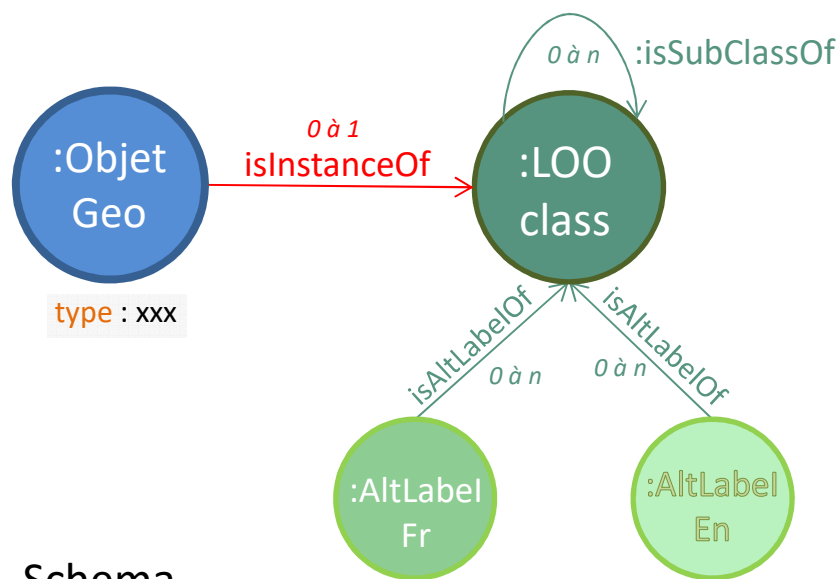 0 à n :isSubClassOf
0 à 1
isInstanceOf
:Objet
Geo
:LOO
class
type : xxx
isAltLabelOf
0 à n
0 à n
isAltLabelOf
:AltLabel
Fr
:AltLabel
En
Schema